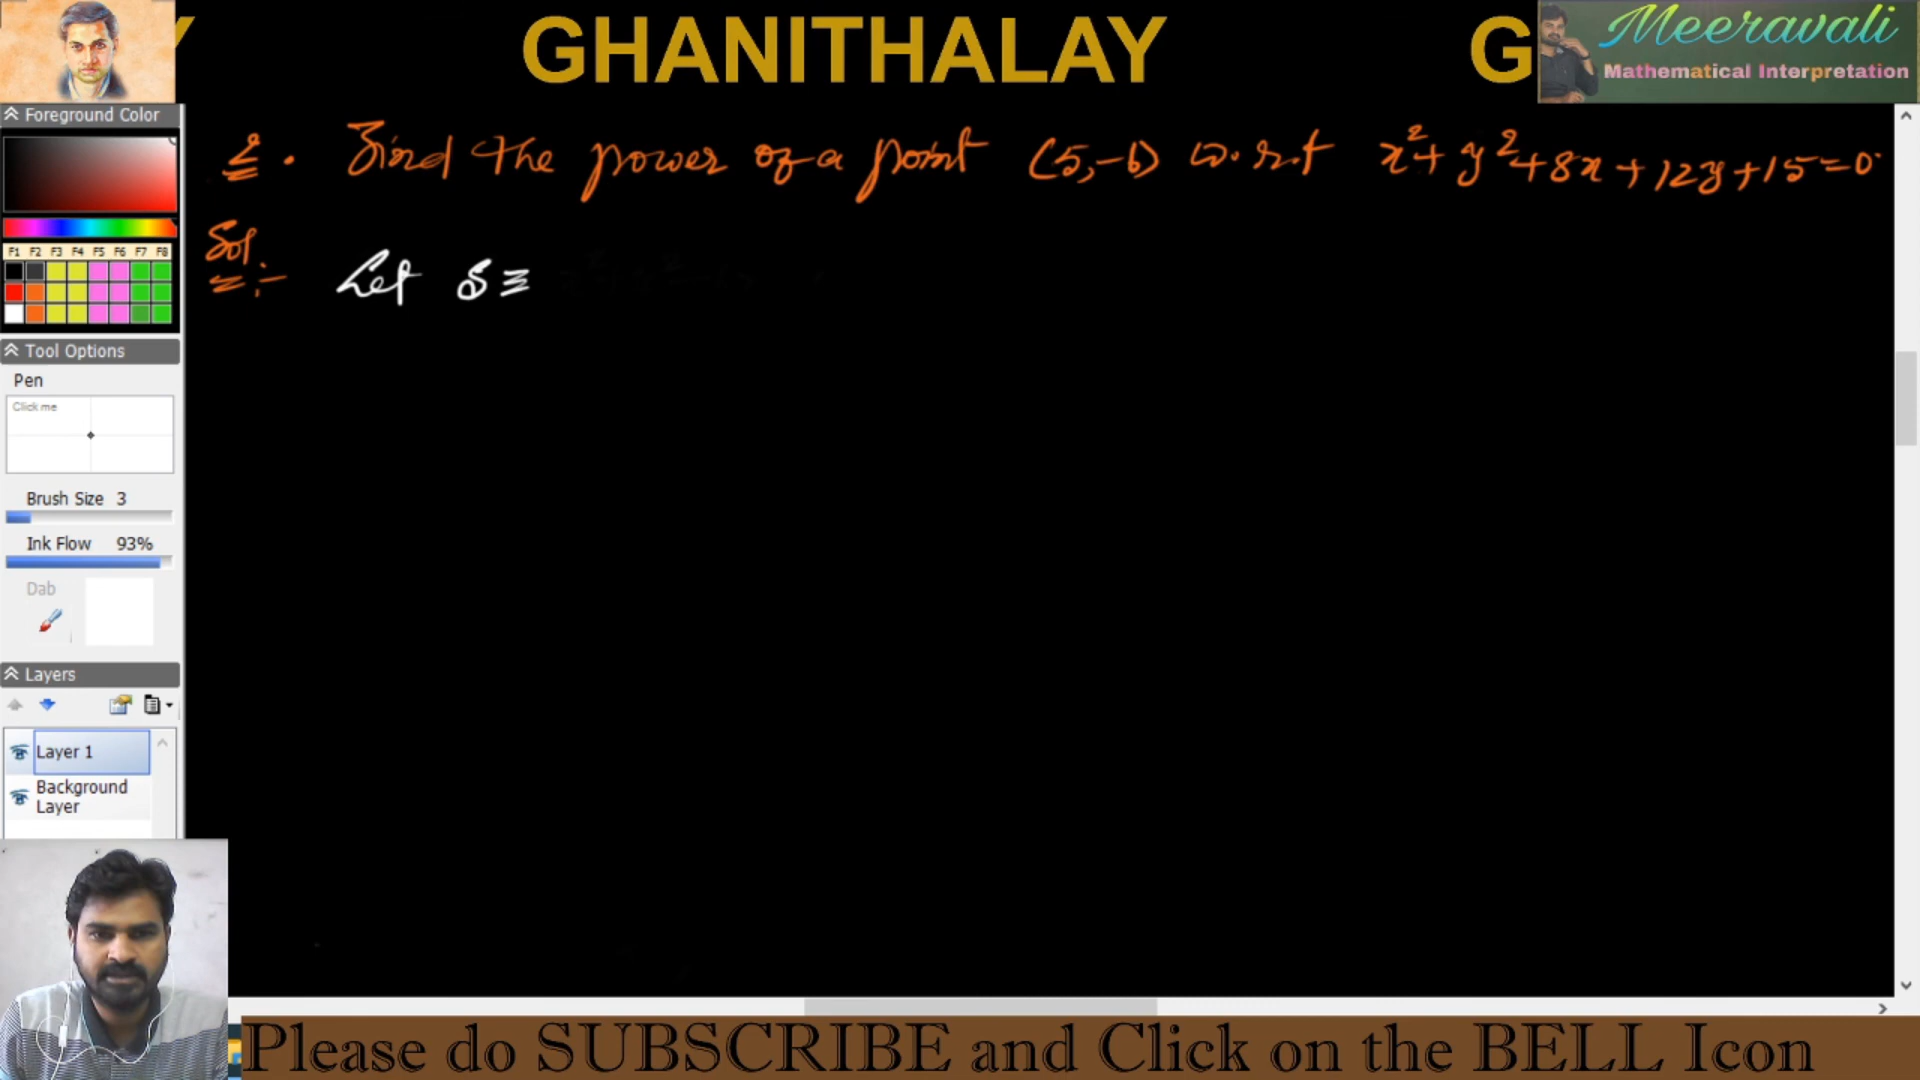 Y GHANITHALAY G
Meeravali
Mathematical Interpretation
Foreground Color
F1 F2 F3 F4 F5 F6 F7 F8
Tool Options
Pen
Click me
Brush Size 3
Ink Flow 93%
Dab
Layers
Layer 1
Background
Layer
2. Find the power of a point (5,-6) w.r.t x²+y²+8x+12y+15=0
Sol:- Let S≡
Please do SUBSCRIBE and Click on the BELL Icon